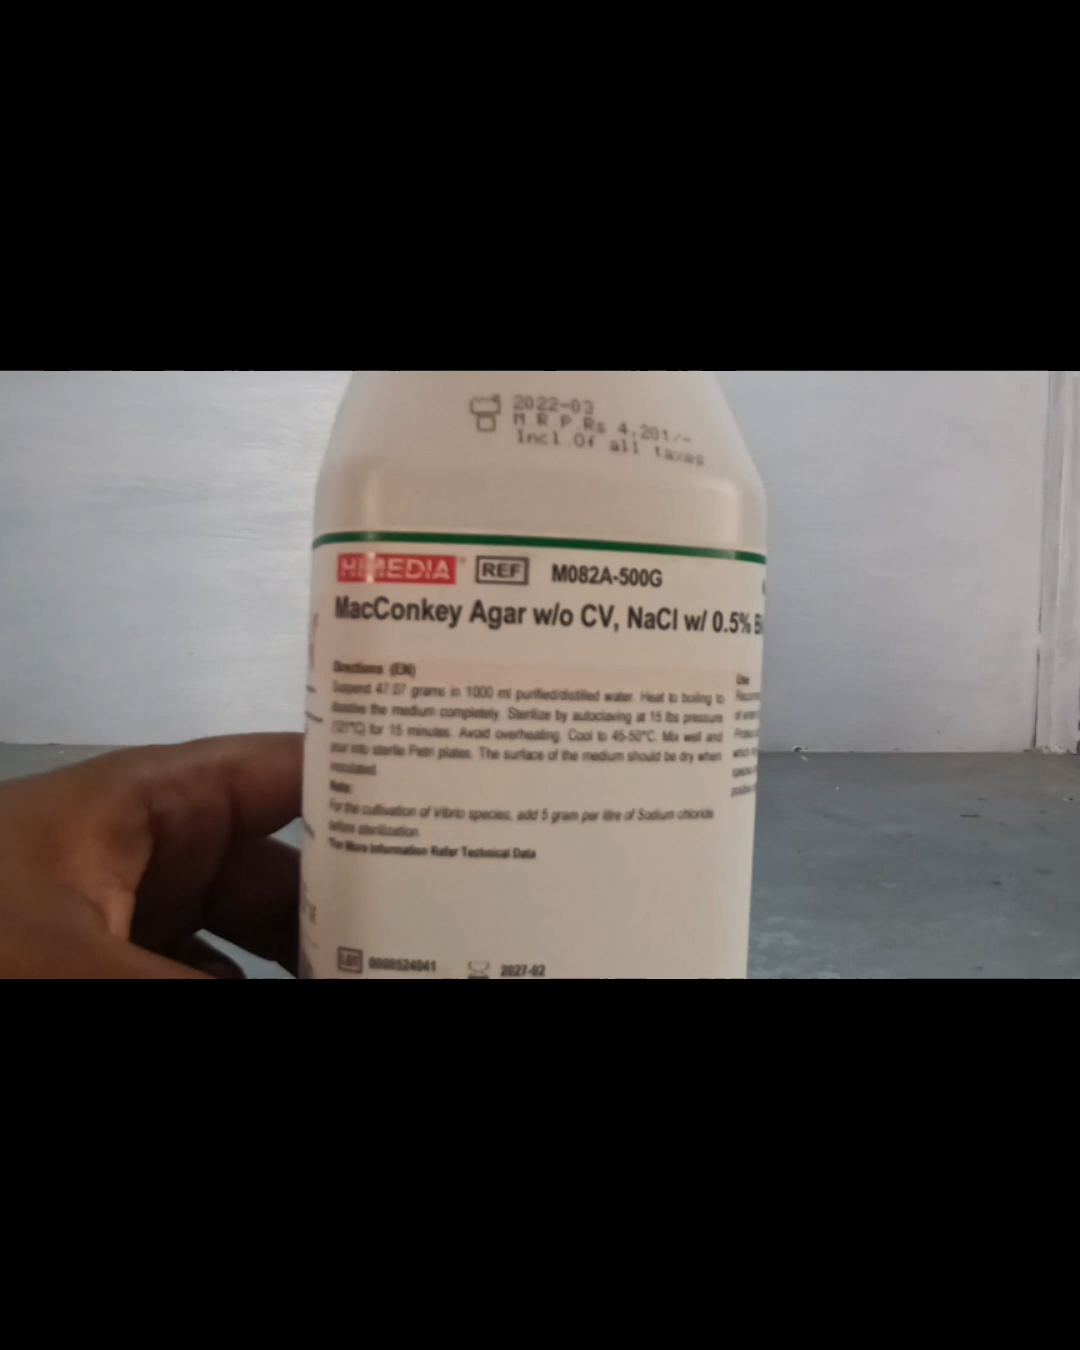 2022-03
M R P Rs 4,201/-
Incl Of all taxes
HIMEDIA® REF M082A-500G
MacConkey Agar w/o CV, NaCl w/ 0.5%
Directions (EN)
Suspend 47.07 grams in 1000 ml purified/distilled water. Heat to boiling to
dissolve the medium completely. Sterilize by autoclaving at 15 lbs pressure
(121°C) for 15 minutes. Avoid overheating. Cool to 45-50°C. Mix well and
pour into sterile Petri plates. The surface of the medium should be dry when
inoculated.
Note:
For the cultivation of Vibrio species, add 5 gram per litre of Sodium chloride
before sterilization.
*For More Information Refer Technical Data
LOT 0000524041 2027-02
Use